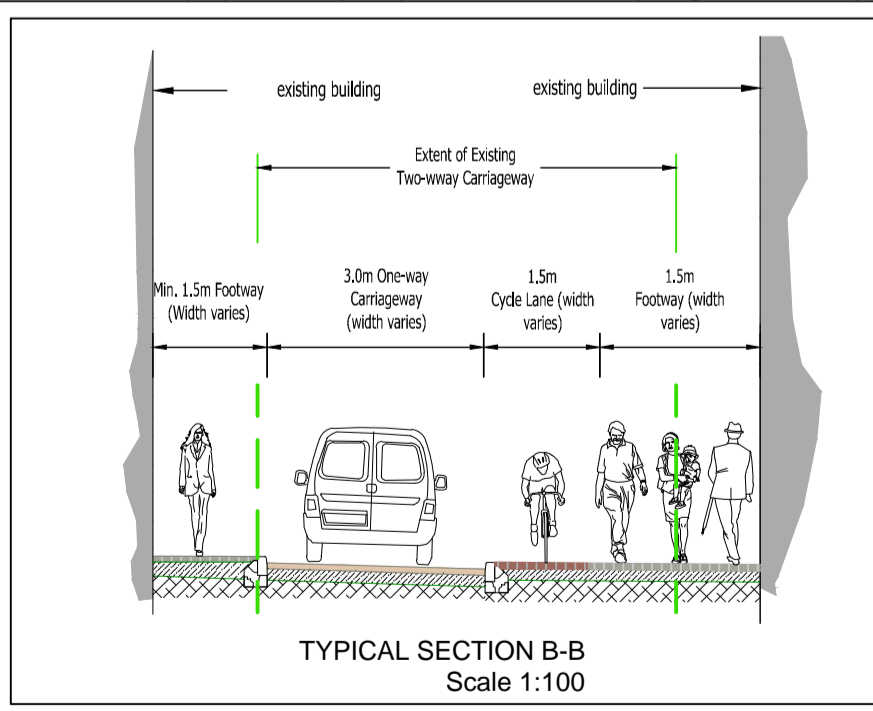 existing building
existing building
Extent of Existing
Two-wway Carriageway
Min. 1.5m Footway
(Width varies)
3.0m One-way
Carriageway
(width varies)
1.5m
Cycle Lane (width
varies)
1.5m
Footway (width
varies)
TYPICAL SECTION B-B
Scale 1:100